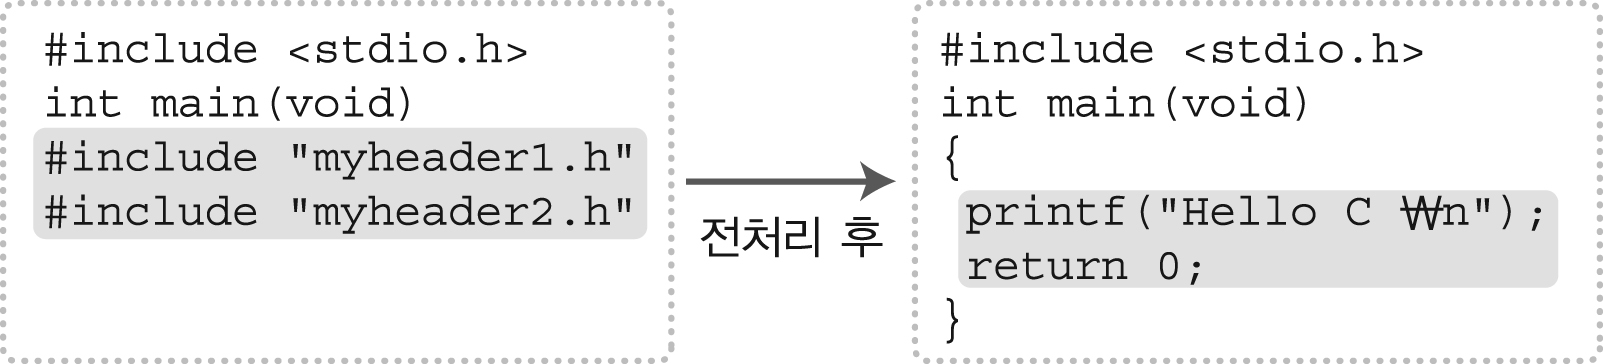 #include <stdio.h>
int main(void)
#include "myheader1.h"
#include "myheader2.h"
전처리 후
#include <stdio.h>
int main(void)
{
printf("Hello C ₩n");
return 0;
}